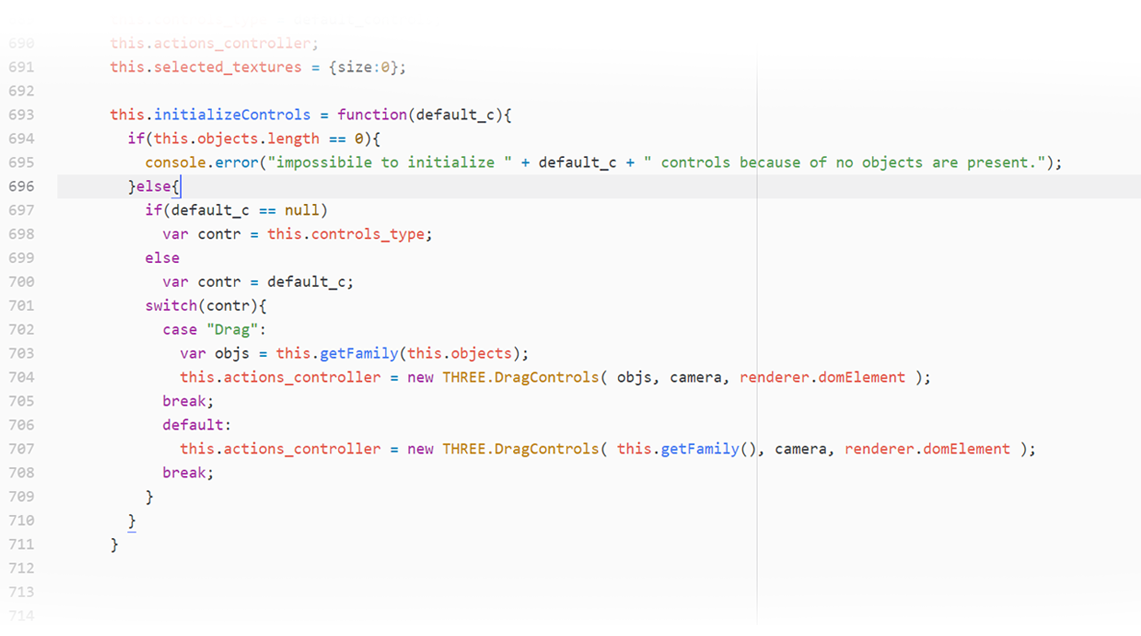 690 this.actions_controller;
691 this.selected_textures = {size:0};
692
693 this.initializeControls = function(default_c){
694 if(this.objects.length == 0){
695 console.error("impossibile to initialize " + default_c + " controls because of no objects are present.");
696 }else{
697 if(default_c == null)
698 var contr = this.controls_type;
699 else
700 var contr = default_c;
701 switch(contr){
702 case "Drag":
703 var objs = this.getFamily(this.objects);
704 this.actions_controller = new THREE.DragControls( objs, camera, renderer.domElement );
705 break;
706 default:
707 this.actions_controller = new THREE.DragControls( this.getFamily(), camera, renderer.domElement );
708 break;
709 }
710 }
711 }
712
713
714